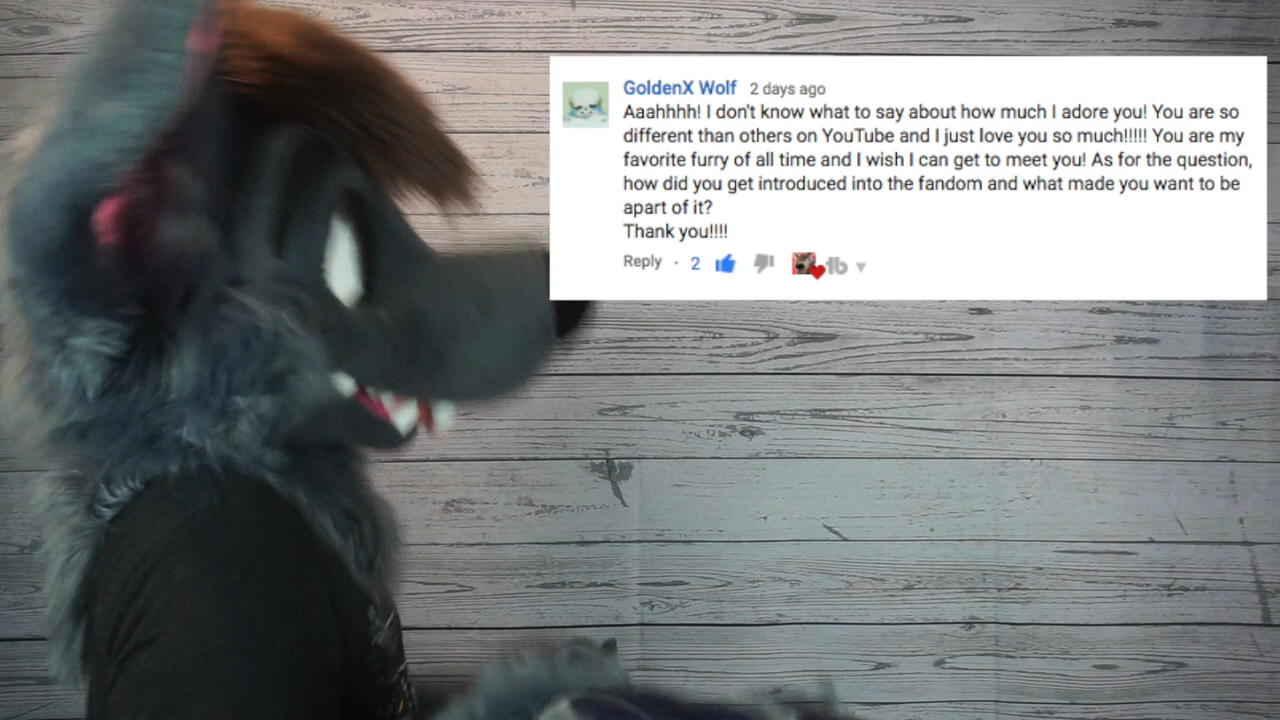 GoldenX Wolf 2 days ago
Aaahhhh! I don't know what to say about how much I adore you! You are so
different than others on YouTube and I just love you so much!!!!! You are my
favorite furry of all time and I wish I can get to meet you! As for the question,
how did you get introduced into the fandom and what made you want to be
apart of it?
Thank you!!!!
Reply · 2